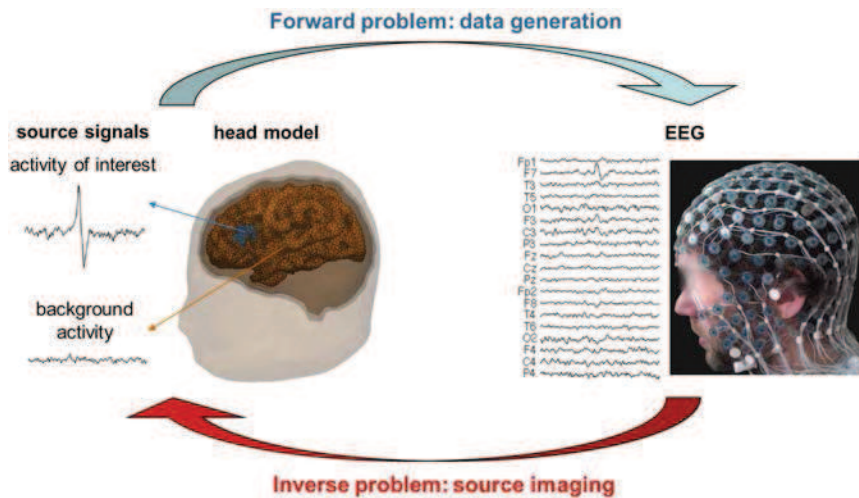 Forward problem: data generation
source signals
head model
EEG
activity of interest
background
activity
Fp1
F7
T3
T5
O1
F3
C3
P3
Fz
Cz
Pz
Fp2
F8
T4
T6
O2
F4
C4
P4
Inverse problem: source imaging